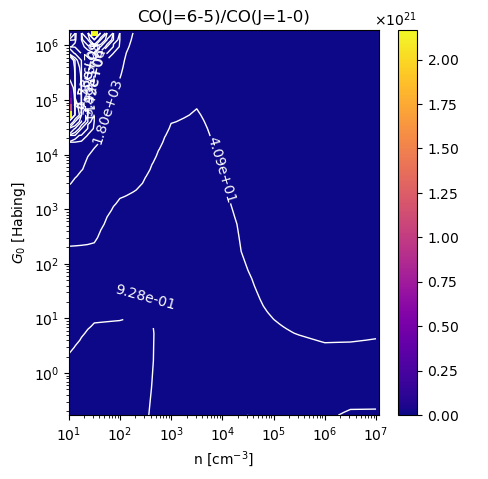 CO(J=6-5)/CO(J=1-0)
×10²¹
10⁶
10⁵
10⁴
10³
10²
10¹
10⁰
G₀ [Habing]
1.80e+03
4.09e+01
9.28e-01
10¹ 10² 10³ 10⁴ 10⁵ 10⁶ 10⁷
n [cm⁻³]
2.00
1.75
1.50
1.25
1.00
0.75
0.50
0.25
0.00